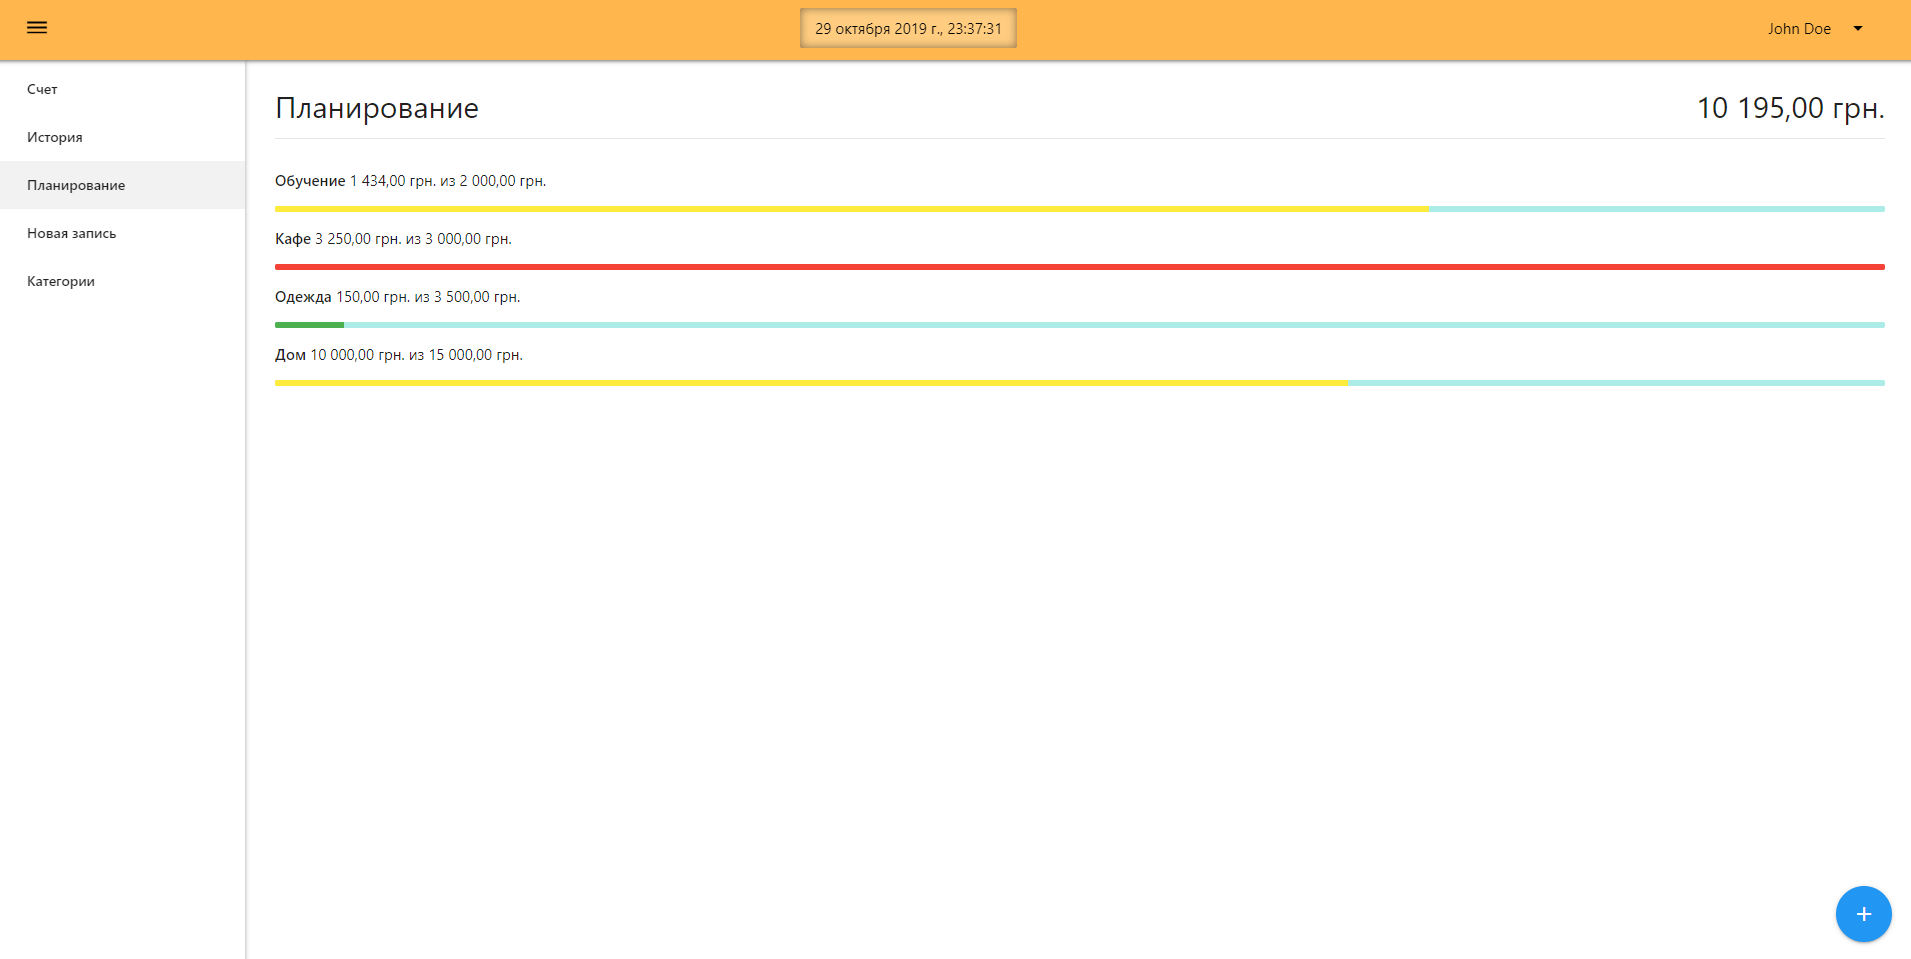 29 октября 2019 г., 23:37:31
John Doe
Счет
История
Планирование
Новая запись
Категории
Планирование
10 195,00 грн.
Обучение 1 434,00 грн. из 2 000,00 грн.
Кафе 3 250,00 грн. из 3 000,00 грн.
Одежда 150,00 грн. из 3 500,00 грн.
Дом 10 000,00 грн. из 15 000,00 грн.